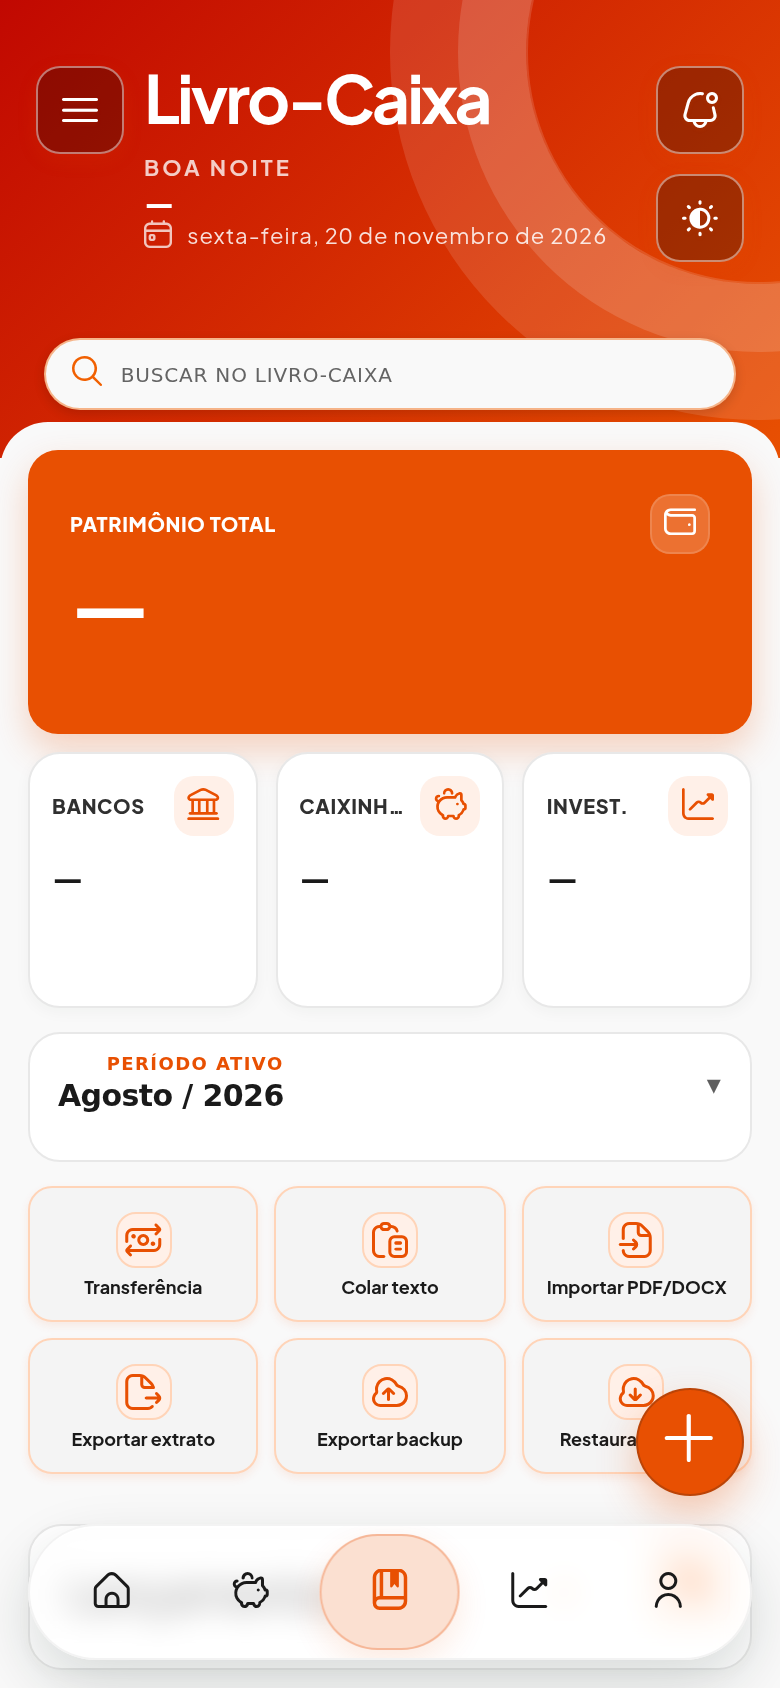 Livro-Caixa
BOA NOITE
—
sexta-feira, 20 de novembro de 2026
BUSCAR NO LIVRO-CAIXA
PATRIMÔNIO TOTAL
—
BANCOS
CAIXINH...
INVEST.
—
—
—
PERÍODO ATIVO
Agosto / 2026
▼
Transferência
Colar texto
Importar PDF/DOCX
Exportar extrato
Exportar backup
Restaura